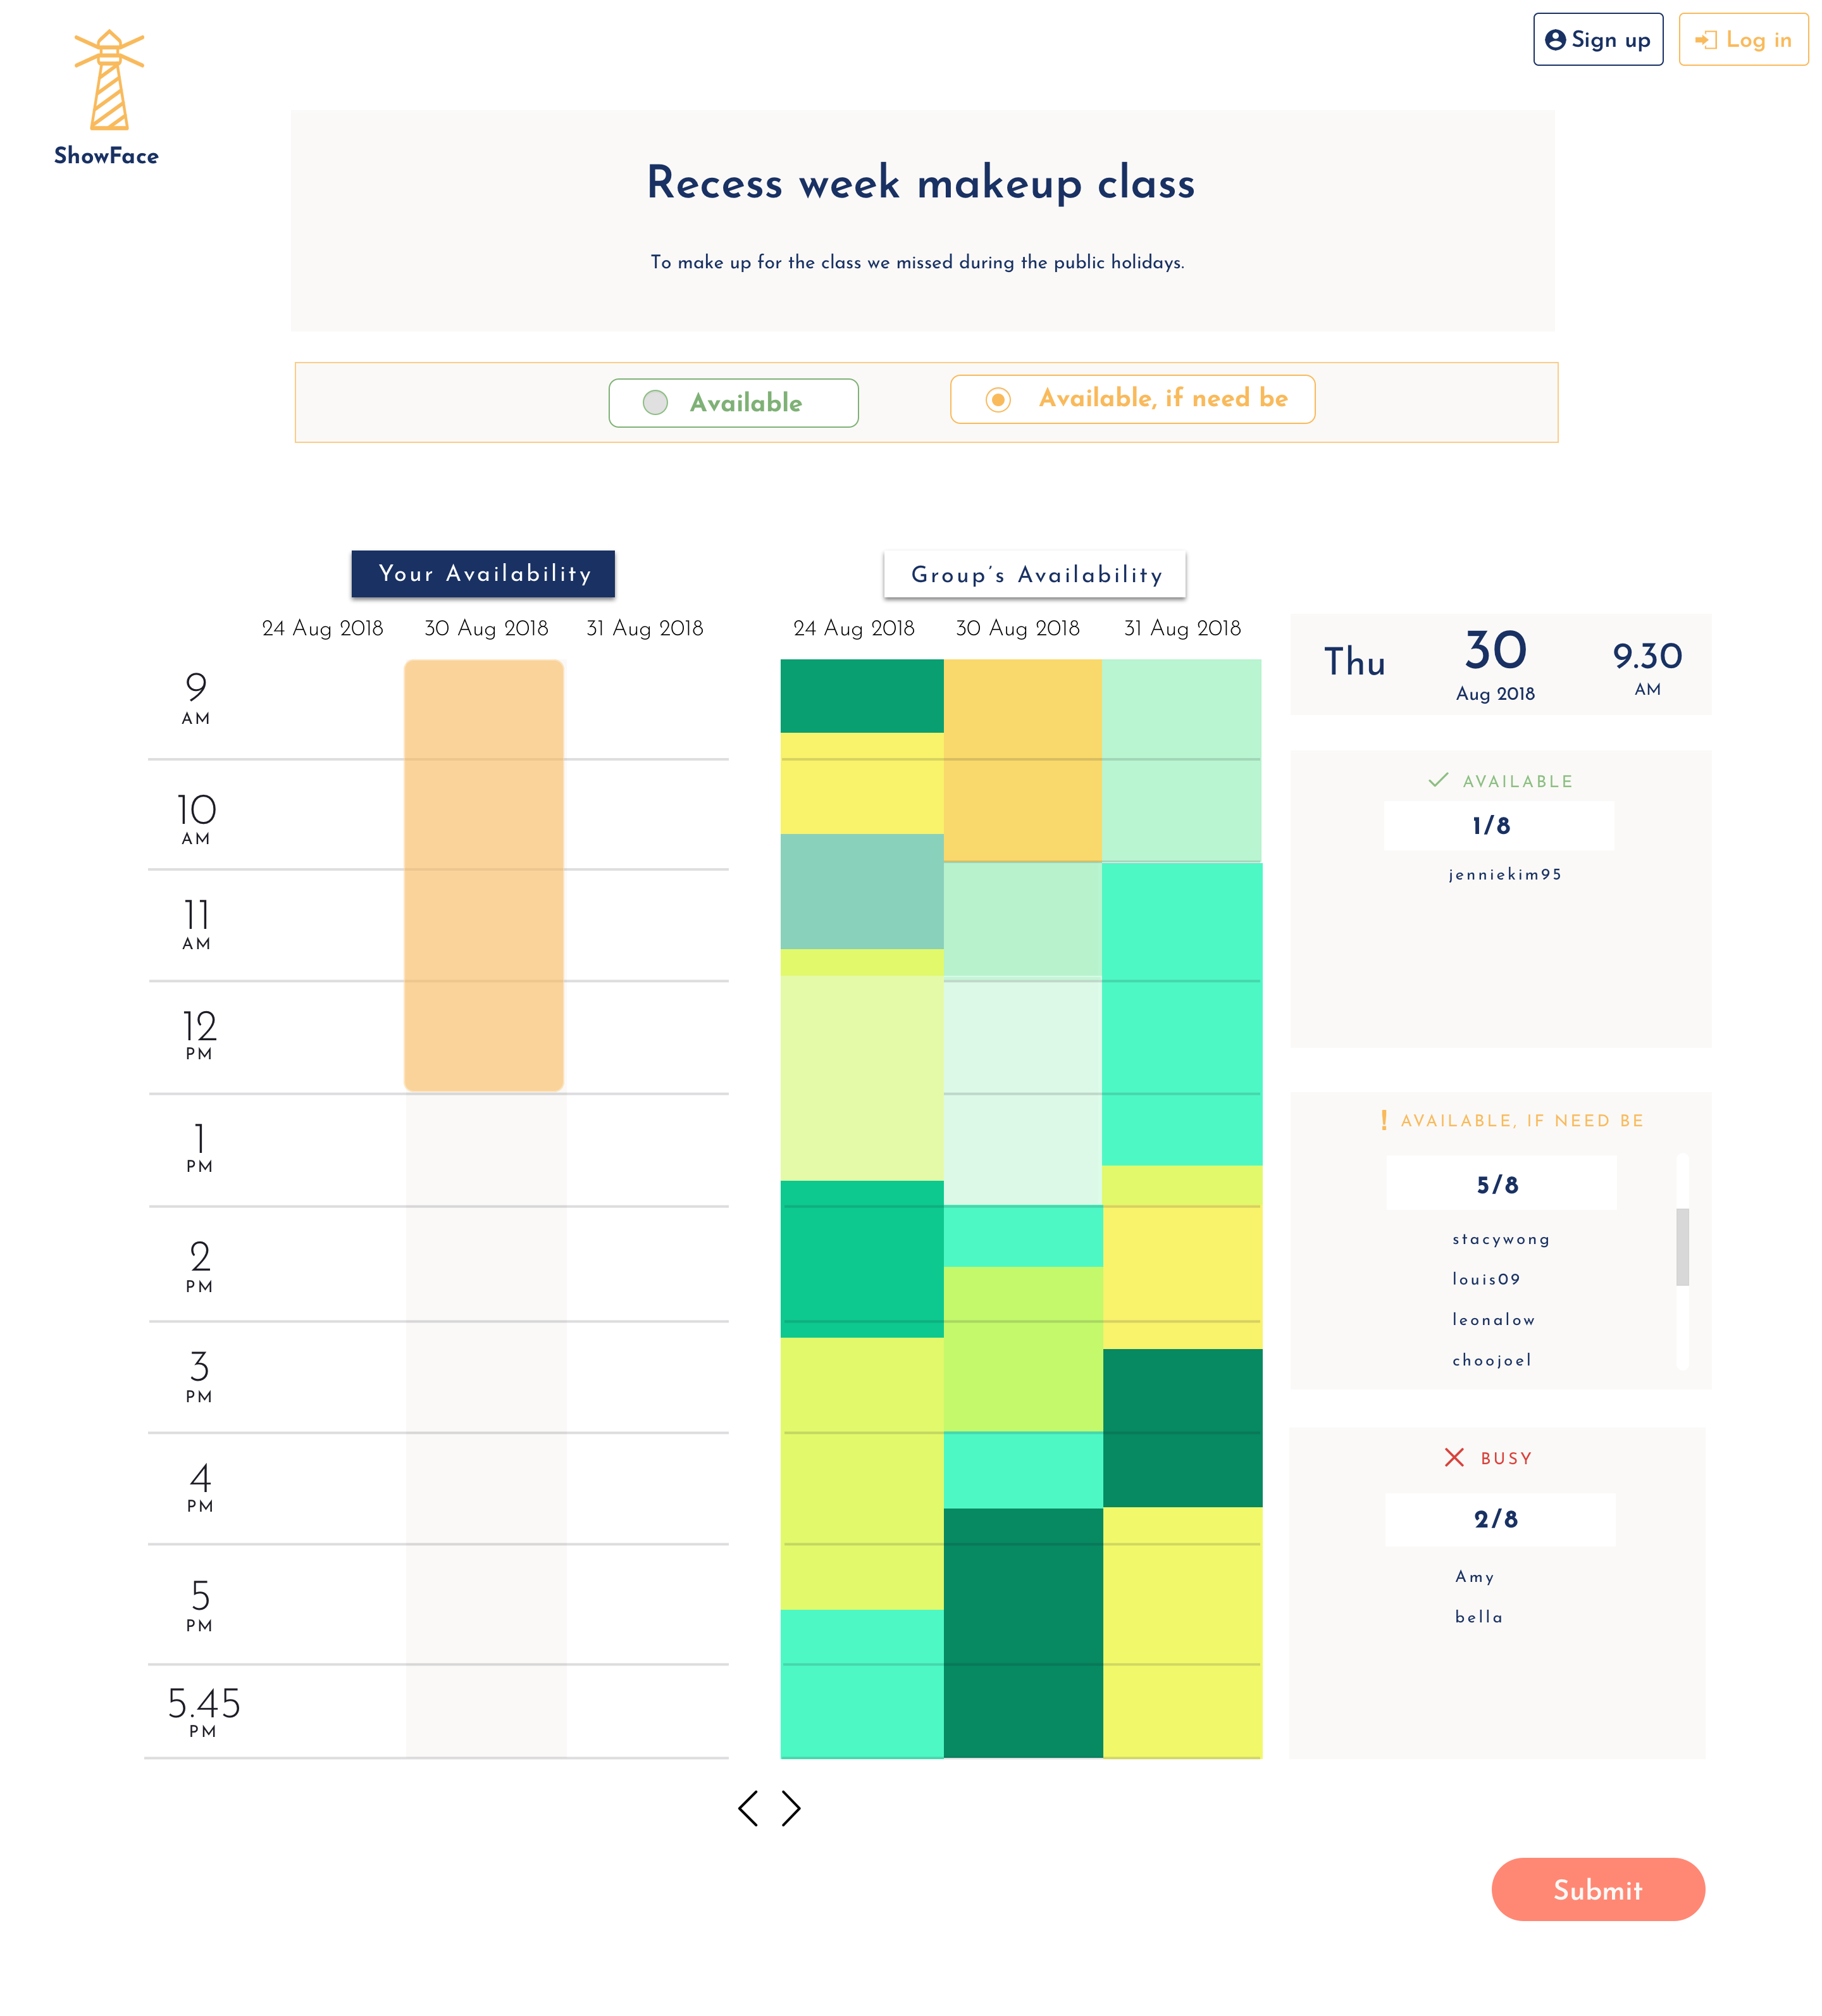 Sign up
Log in
ShowFace
Recess week makeup class
To make up for the class we missed during the public holidays.
Available
Available, if need be
Your Availability
Group's Availability
24 Aug 2018 30 Aug 2018 31 Aug 2018
24 Aug 2018 30 Aug 2018 31 Aug 2018
9
AM
10
AM
11
AM
12
PM
1
PM
2
PM
3
PM
4
PM
5
PM
5.45
PM
Thu
30
Aug 2018
9.30
AM
AVAILABLE
1/8
jenniekim95
! AVAILABLE, IF NEED BE
5/8
stacywong
louis09
leonalow
choojoel
BUSY
2/8
Amy
bella
Submit